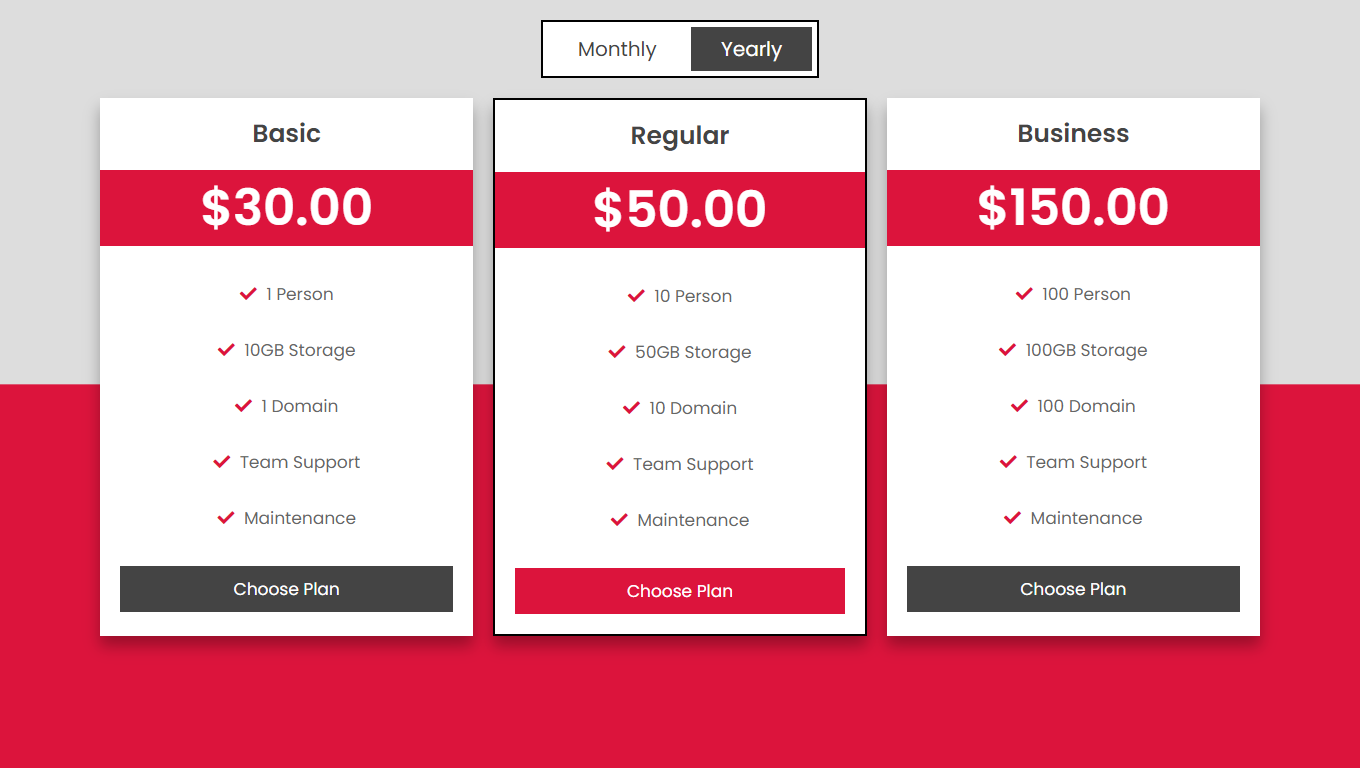 Monthly Yearly
Basic
$30.00
1 Person
10GB Storage
1 Domain
Team Support
Maintenance
Choose Plan
Regular
$50.00
10 Person
50GB Storage
10 Domain
Team Support
Maintenance
Choose Plan
Business
$150.00
100 Person
100GB Storage
100 Domain
Team Support
Maintenance
Choose Plan